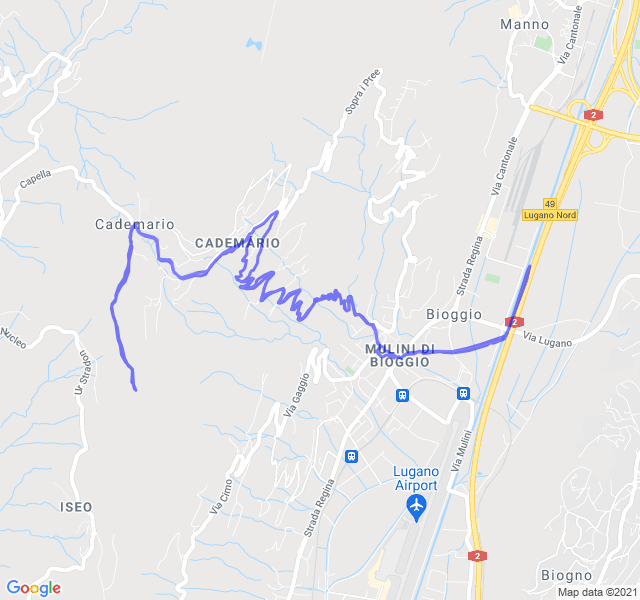 Manno
Via Cantonale
2
Sopra i Pree
Via Cantonale
Capella
49
Lugano Nord
Cademario
CADEMARIO
Strada Regina
Bioggio
2
Via Lugano
Nucleo
MULINI DI
BIOGGIO
Ur Stradon
Via Gaggio
Via Mulini
Lugano
Airport
Via Cimo
Strada Regina
ISEO
2
Biogno
Google
Map data ©2021